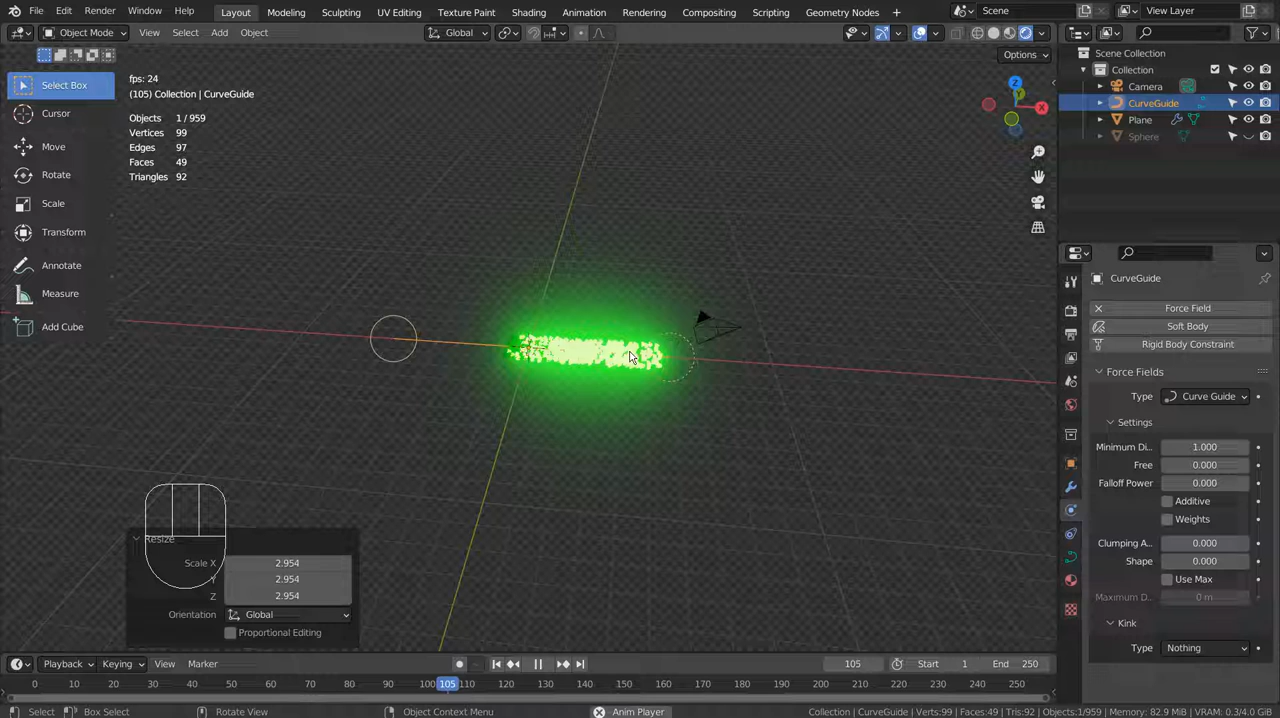 File Edit Render Window Help Layout Modeling Sculpting UV Editing Texture Paint Shading Animation Rendering Compositing Scripting Geometry Nodes + Scene View Layer
Object Mode View Select Add Object Global
Options
Select Box
Cursor
Move
Rotate
Scale
Transform
Annotate
Measure
Add Cube
fps: 24
(105) Collection | CurveGuide
Objects 1/959
Vertices 99
Edges 97
Faces 49
Triangles 92
Z
Y
X
Resize
Scale X 2.954
Y 2.954
Z 2.954
Orientation Global
Proportional Editing
Scene Collection
Collection
Camera
CurveGuide
Plane
Sphere
CurveGuide
Force Field
Soft Body
Rigid Body Constraint
Force Fields
Type Curve Guide
Settings
Minimum Di... 1.000
Free 0.000
Falloff Power 0.000
Additive
Weights
Clumping A... 0.000
Shape 0.000
Use Max
Maximum D... 0 m
Kink
Type Nothing
Playback Keying View Marker 105 Start 1 End 250
0 20 40 60 80 100 105 130 140 150 160 170 180 190 200 210 220 230 240 250
Select Box Select Rotate View Object Context Menu Anim Player Collection | CurveGuide | Verts:99 | Faces:49 | Tris:92 | Objects:1/959 | Memory: 82.9 MiB | VRAM: 0.3/4.0 GiB